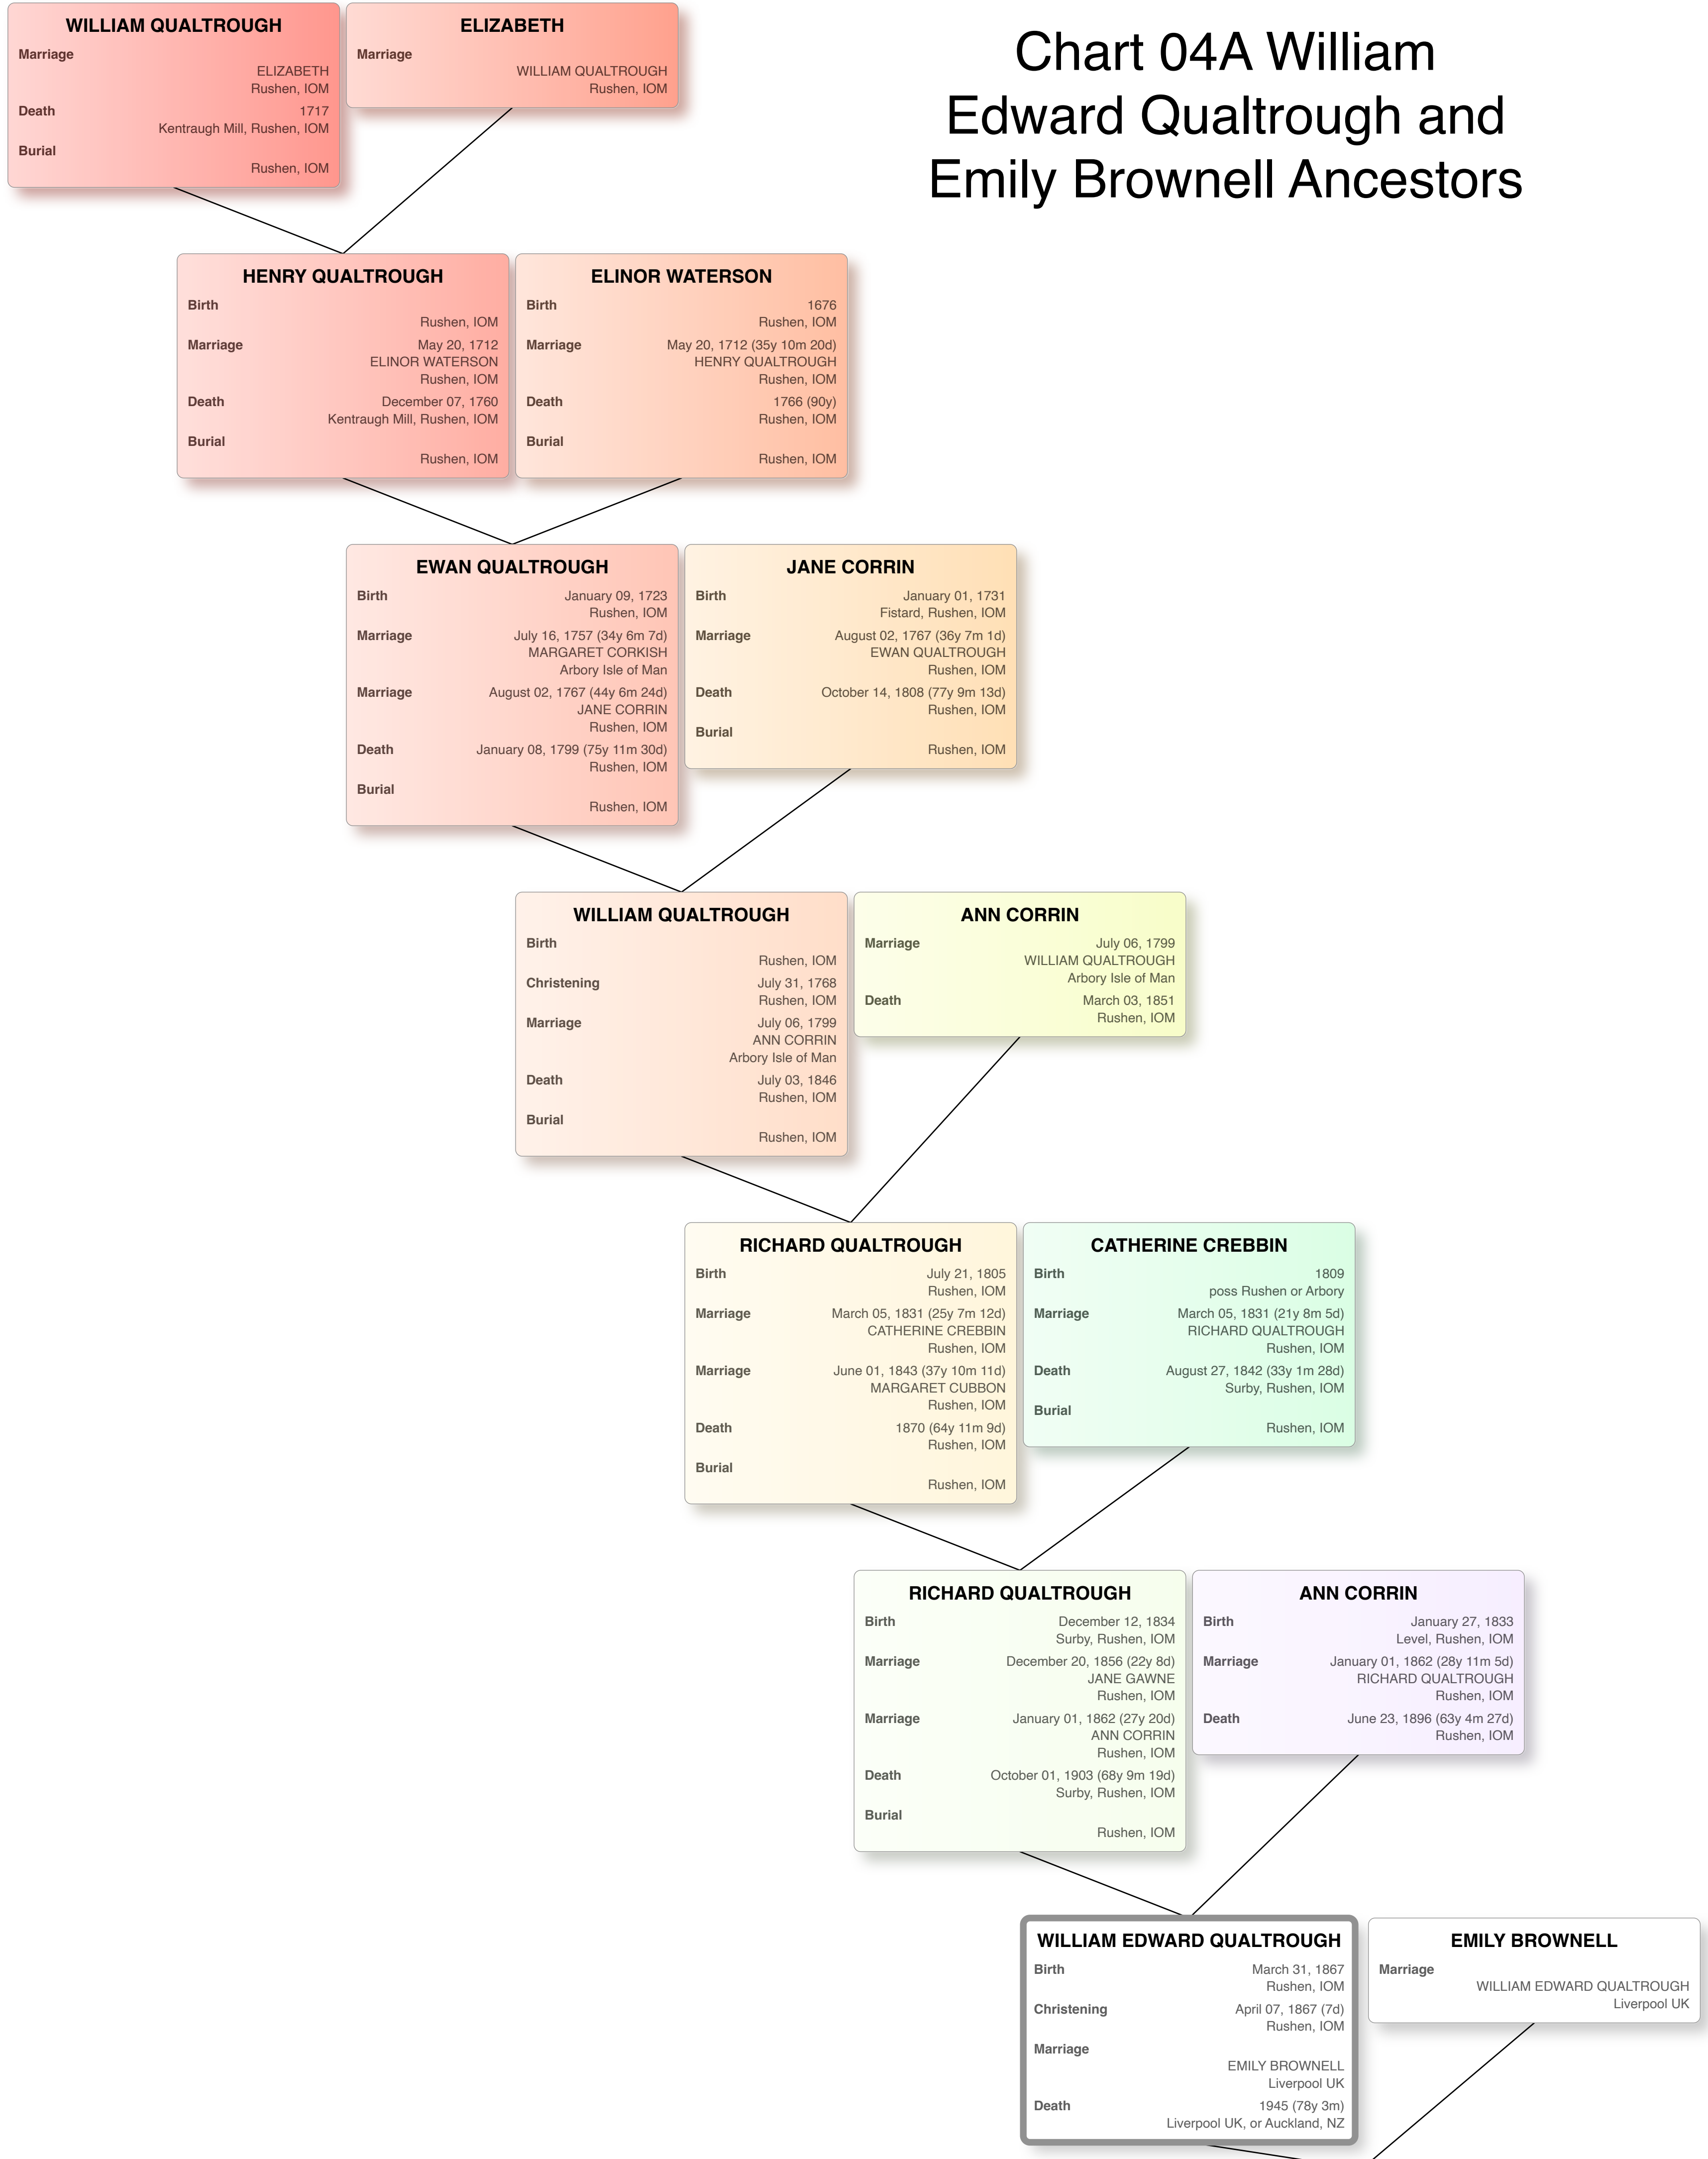 Chart 04A William
Edward Qualtrough and
Emily Brownell Ancestors
WILLIAM QUALTROUGH
Marriage
ELIZABETH
Rushen, IOM
Death 1717
Kentraugh Mill, Rushen, IOM
Burial
Rushen, IOM
ELIZABETH
Marriage
WILLIAM QUALTROUGH
Rushen, IOM
HENRY QUALTROUGH
Birth
Rushen, IOM
Marriage May 20, 1712
ELINOR WATERSON
Rushen, IOM
Death December 07, 1760
Kentraugh Mill, Rushen, IOM
Burial
Rushen, IOM
ELINOR WATERSON
Birth 1676
Rushen, IOM
Marriage May 20, 1712 (35y 10m 20d)
HENRY QUALTROUGH
Rushen, IOM
Death 1766 (90y)
Rushen, IOM
Burial
Rushen, IOM
EWAN QUALTROUGH
Birth January 09, 1723
Rushen, IOM
Marriage July 16, 1757 (34y 6m 7d)
MARGARET CORKISH
Arbory Isle of Man
Marriage August 02, 1767 (44y 6m 24d)
JANE CORRIN
Rushen, IOM
Death January 08, 1799 (75y 11m 30d)
Rushen, IOM
Burial
Rushen, IOM
JANE CORRIN
Birth January 01, 1731
Fistard, Rushen, IOM
Marriage August 02, 1767 (36y 7m 1d)
EWAN QUALTROUGH
Rushen, IOM
Death October 14, 1808 (77y 9m 13d)
Rushen, IOM
Burial
Rushen, IOM
WILLIAM QUALTROUGH
Birth
Rushen, IOM
Christening July 31, 1768
Rushen, IOM
Marriage July 06, 1799
ANN CORRIN
Arbory Isle of Man
Death July 03, 1846
Rushen, IOM
Burial
Rushen, IOM
ANN CORRIN
Marriage July 06, 1799
WILLIAM QUALTROUGH
Arbory Isle of Man
Death March 03, 1851
Rushen, IOM
RICHARD QUALTROUGH
Birth July 21, 1805
Rushen, IOM
Marriage March 05, 1831 (25y 7m 12d)
CATHERINE CREBBIN
Rushen, IOM
Marriage June 01, 1843 (37y 10m 11d)
MARGARET CUBBON
Rushen, IOM
Death 1870 (64y 11m 9d)
Rushen, IOM
Burial
Rushen, IOM
CATHERINE CREBBIN
Birth 1809
poss Rushen or Arbory
Marriage March 05, 1831 (21y 8m 5d)
RICHARD QUALTROUGH
Rushen, IOM
Death August 27, 1842 (33y 1m 28d)
Surby, Rushen, IOM
Burial
Rushen, IOM
RICHARD QUALTROUGH
Birth December 12, 1834
Surby, Rushen, IOM
Marriage December 20, 1856 (22y 8d)
JANE GAWNE
Rushen, IOM
Marriage January 01, 1862 (27y 20d)
ANN CORRIN
Rushen, IOM
Death October 01, 1903 (68y 9m 19d)
Surby, Rushen, IOM
Burial
Rushen, IOM
ANN CORRIN
Birth January 27, 1833
Level, Rushen, IOM
Marriage January 01, 1862 (28y 11m 5d)
RICHARD QUALTROUGH
Rushen, IOM
Death June 23, 1896 (63y 4m 27d)
Rushen, IOM
WILLIAM EDWARD QUALTROUGH
Birth March 31, 1867
Rushen, IOM
Christening April 07, 1867 (7d)
Rushen, IOM
Marriage
EMILY BROWNELL
Liverpool UK
Death 1945 (78y 3m)
Liverpool UK, or Auckland, NZ
EMILY BROWNELL
Marriage
WILLIAM EDWARD QUALTROUGH
Liverpool UK